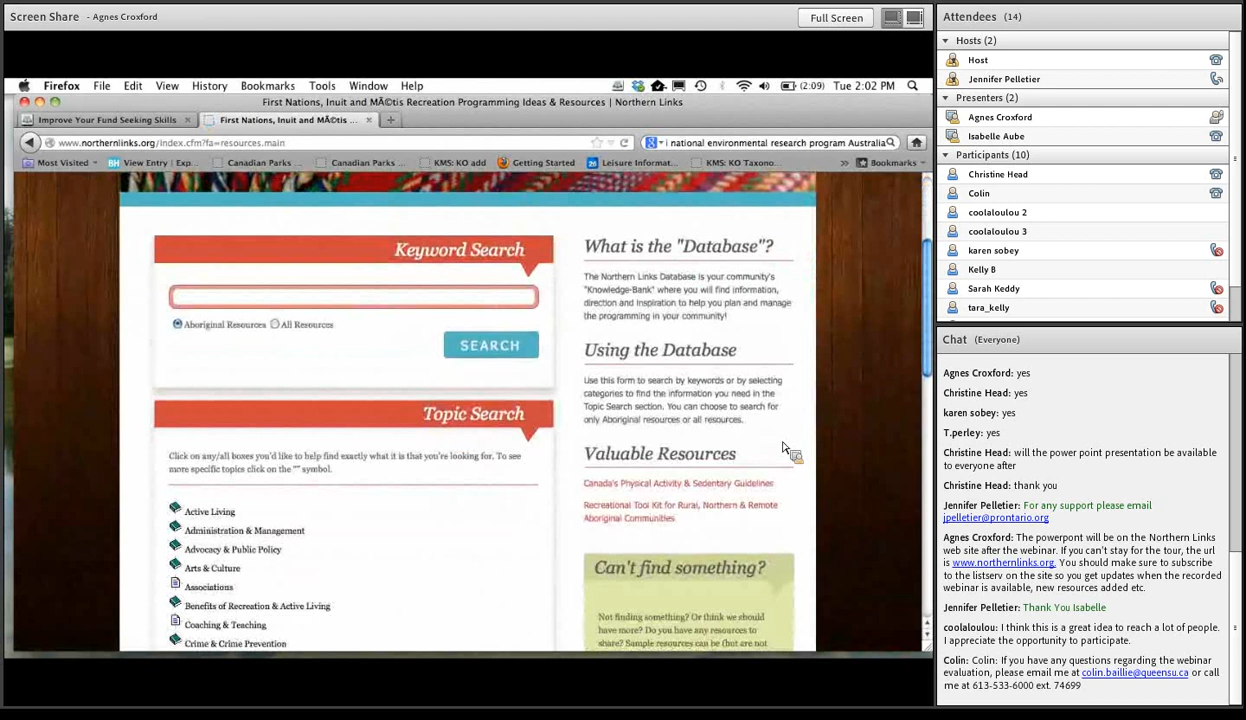 Screen Share - Agnes Croxford
Full Screen
Firefox File Edit View History Bookmarks Tools Window Help
(2:09) Tue 2:02 PM
First Nations, Inuit and MÃ©tis Recreation Programming Ideas & Resources | Northern Links
Improve Your Fund Seeking Skills
First Nations, Inuit and MÃ©tis ...
www.northernlinks.org/index.cfm?fa=resources.main
national environmental research program Australia
Most Visited
View Entry | Exp...
Canadian Parks ...
Canadian Parks ...
KMS: KO add
Getting Started
Leisure Informat...
KMS: KO Taxono...
Bookmarks
Keyword Search
Aboriginal Resources All Resources
SEARCH
Topic Search
Click on any/all boxes you'd like to help find exactly what it is that you're looking for. To see
more specific topics click on the "" symbol.
Active Living
Administration & Management
Advocacy & Public Policy
Arts & Culture
Associations
Benefits of Recreation & Active Living
Coaching & Teaching
Crime & Crime Prevention
What is the "Database"?
The Northern Links Database is your community's
"Knowledge-Bank" where you will find information,
direction and inspiration to help you plan and manage
the programming in your community!
Using the Database
Use this form to search by keywords or by selecting
categories to find the information you need in the
Topic Search section. You can choose to search for
only Aboriginal resources or all resources.
Valuable Resources
Canada's Physical Activity & Sedentary Guidelines
Recreational Tool Kit for Rural, Northern & Remote
Aboriginal Communities
Can't find something?
Not finding something? Or think we should
have more? Do you have any resources to
share? Sample resources can be (but are not
Attendees (14)
Hosts (2)
Host
Jennifer Pelletier
Presenters (2)
Agnes Croxford
Isabelle Aube
Participants (10)
Christine Head
Colin
coolaloulou 2
coolaloulou 3
karen sobey
Kelly B
Sarah Keddy
tara_kelly
Chat (Everyone)
Agnes Croxford: yes
Christine Head: yes
karen sobey: yes
T.perley: yes
Christine Head: will the power point presentation be available
to everyone after
Christine Head: thank you
Jennifer Pelletier: For any support please email
jpelletier@prontario.org
Agnes Croxford: The powerpont will be on the Northern Links
web site after the webinar. If you can't stay for the tour, the url
is www.northernlinks.org. You should make sure to subscribe
to the listserv on the site so you get updates when the recorded
webinar is available, new resources added etc.
Jennifer Pelletier: Thank You Isabelle
coolaloulou: I think this is a great idea to reach a lot of people.
I appreciate the opportunity to participate.
Colin: Colin: If you have any questions regarding the webinar
evaluation, please email me at colin.baillie@queensu.ca or call
me at 613-533-6000 ext. 74699